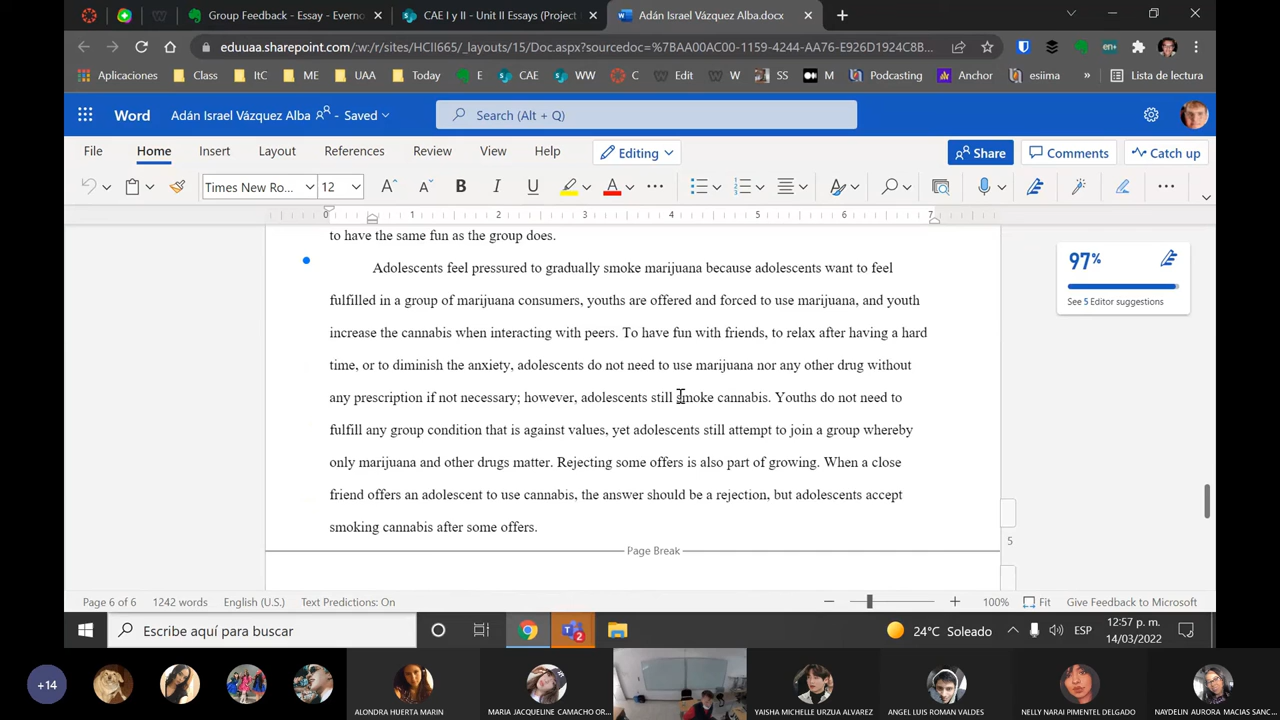 Group Feedback - Essay - Everno
CAE I y II - Unit II Essays (Project
Adán Israel Vázquez Alba.docx
eduuaa.sharepoint.com/:w:/r/sites/HCII665/_layouts/15/Doc.aspx?sourcedoc=%7BAA00AC00-1159-4244-AA76-E926D1924C8B...
Aplicaciones Class ItC ME UAA Today E CAE WW C Edit W SS M Podcasting Anchor esiima » Lista de lectura
Word Adán Israel Vázquez Alba - Saved Search (Alt + Q)
File Home Insert Layout References Review View Help Editing Share Comments Catch up
Times New Ro... 12 A A B I U A
0 1 2 3 4 5 6 7
to have the same fun as the group does.
Adolescents feel pressured to gradually smoke marijuana because adolescents want to feel
fulfilled in a group of marijuana consumers, youths are offered and forced to use marijuana, and youth
increase the cannabis when interacting with peers. To have fun with friends, to relax after having a hard
time, or to diminish the anxiety, adolescents do not need to use marijuana nor any other drug without
any prescription if not necessary; however, adolescents still smoke cannabis. Youths do not need to
fulfill any group condition that is against values, yet adolescents still attempt to join a group whereby
only marijuana and other drugs matter. Rejecting some offers is also part of growing. When a close
friend offers an adolescent to use cannabis, the answer should be a rejection, but adolescents accept
smoking cannabis after some offers.
97%
See 5 Editor suggestions
5
Page Break
Page 6 of 6 1242 words English (U.S.) Text Predictions: On 100% Fit Give Feedback to Microsoft
Escribe aquí para buscar
2
24°C Soleado
ESP
12:57 p. m.
14/03/2022
+14
ALONDRA HUERTA MARIN
MARIA JACQUELINE CAMACHO OR...
YAISHA MICHELLE URZUA ALVAREZ
ANGEL LUIS ROMAN VALDES
NELLY NARAI PIMENTEL DELGADO
NAYDELIN AURORA MACIAS SAN...